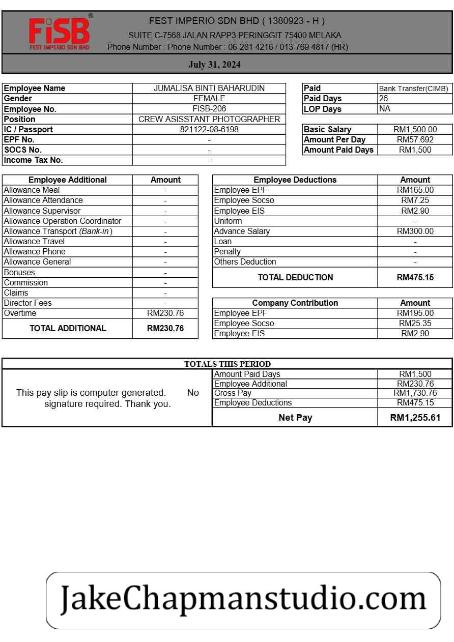 FiSB
®
FEST IMPERIO SDN BHD
FEST IMPERIO SDN BHD ( 1380923 - H )
SUITE C-7568 JALAN RAPP3 PERINGGIT 75400 MELAKA
Phone Number : Phone Number : 06 281 4216 / 013 769 4817 (HR)
July 31, 2024
Employee Name JUMALISA BINTI BAHARUDIN
Gender FEMALE
Employee No. FISB-206
Position CREW ASISSTANT PHOTOGRAPHER
IC / Passport 821122-08-6198
EPF No. -
SOCS No. -
Income Tax No. -
Paid Bank Transfer(CIMB)
Paid Days 26
LOP Days NA
Basic Salary RM1,500.00
Amount Per Day RM57.692
Amount Paid Days RM1,500
Employee Additional Amount
Allowance Meal -
Allowance Attendance -
Allowance Supervisor -
Allowance Operation Coordinator -
Allowance Transport (Bank-in) -
Allowance Travel -
Allowance Phone -
Allowance General -
Bonuses -
Commission -
Claims -
Director Fees -
Overtime RM230.76
TOTAL ADDITIONAL RM230.76
Employee Deductions Amount
Employee EPF RM165.00
Employee Socso RM7.25
Employee EIS RM2.90
Uniform -
Advance Salary RM300.00
Loan -
Penalty -
Others Deduction -
TOTAL DEDUCTION RM475.15
Company Contribution Amount
Employee EPF RM195.00
Employee Socso RM25.35
Employee EIS RM2.90
TOTALS THIS PERIOD
This pay slip is computer generated. No
signature required. Thank you.
Amount Paid Days RM1,500
Employee Additional RM230.76
Gross Pay RM1,730.76
Employee Deductions RM475.15
Net Pay RM1,255.61
JakeChapmanstudio.com